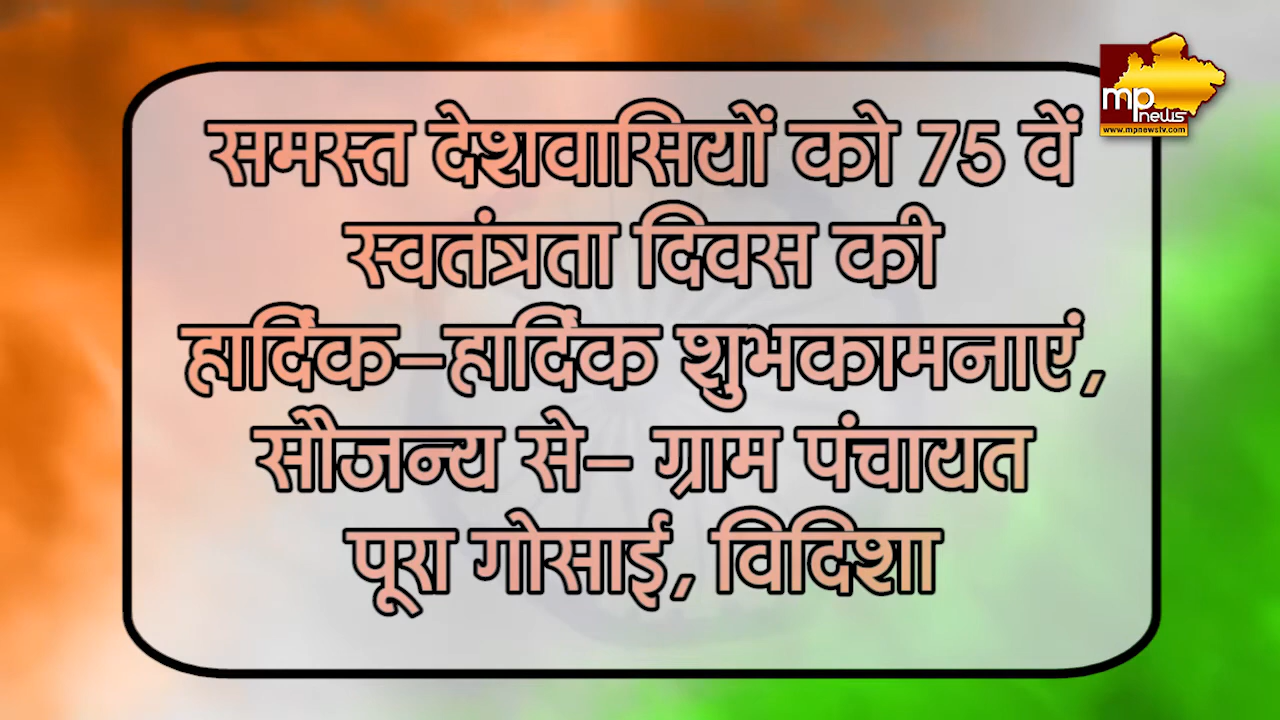 mp
news
www.mpnewstv.com
समस्त देशवासियों को 75 वें
स्वतंत्रता दिवस की
हार्दिक-हार्दिक शुभकामनाएं,
सौजन्य से- ग्राम पंचायत
पूरा गोसाई, विदिशा